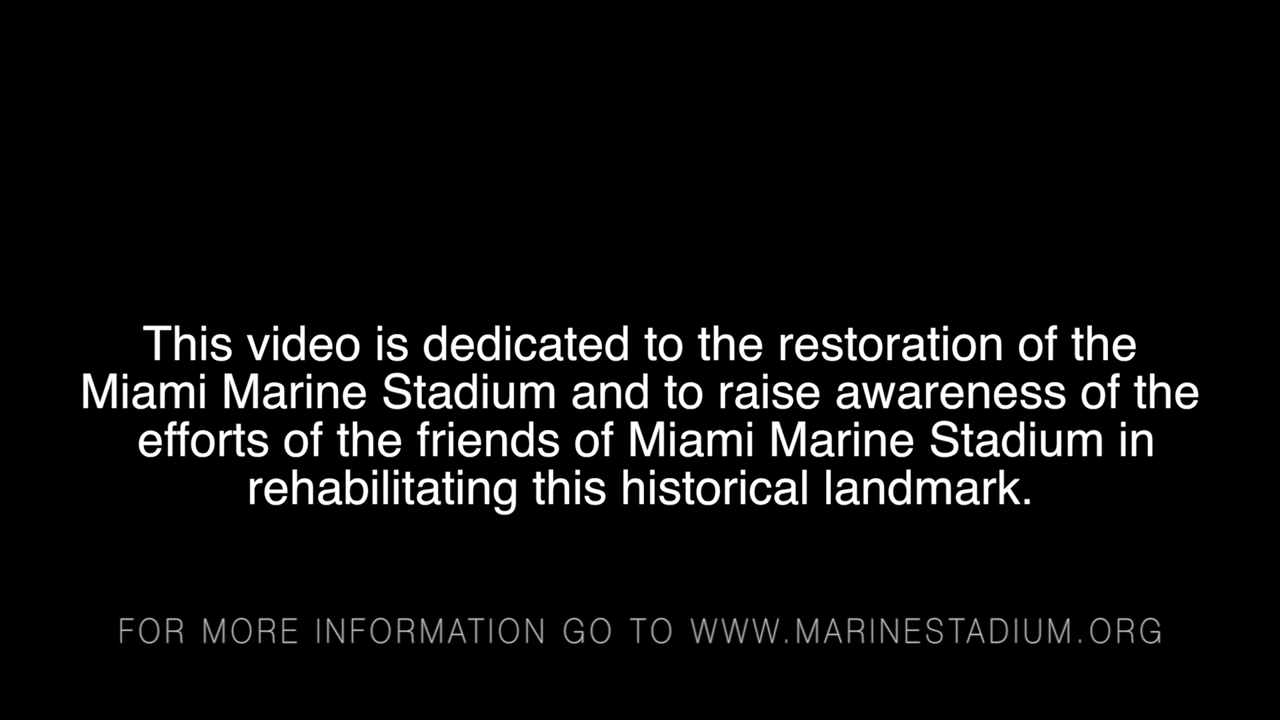 This video is dedicated to the restoration of the
Miami Marine Stadium and to raise awareness of the
efforts of the friends of Miami Marine Stadium in
rehabilitating this historical landmark.
FOR MORE INFORMATION GO TO WWW.MARINESTADIUM.ORG